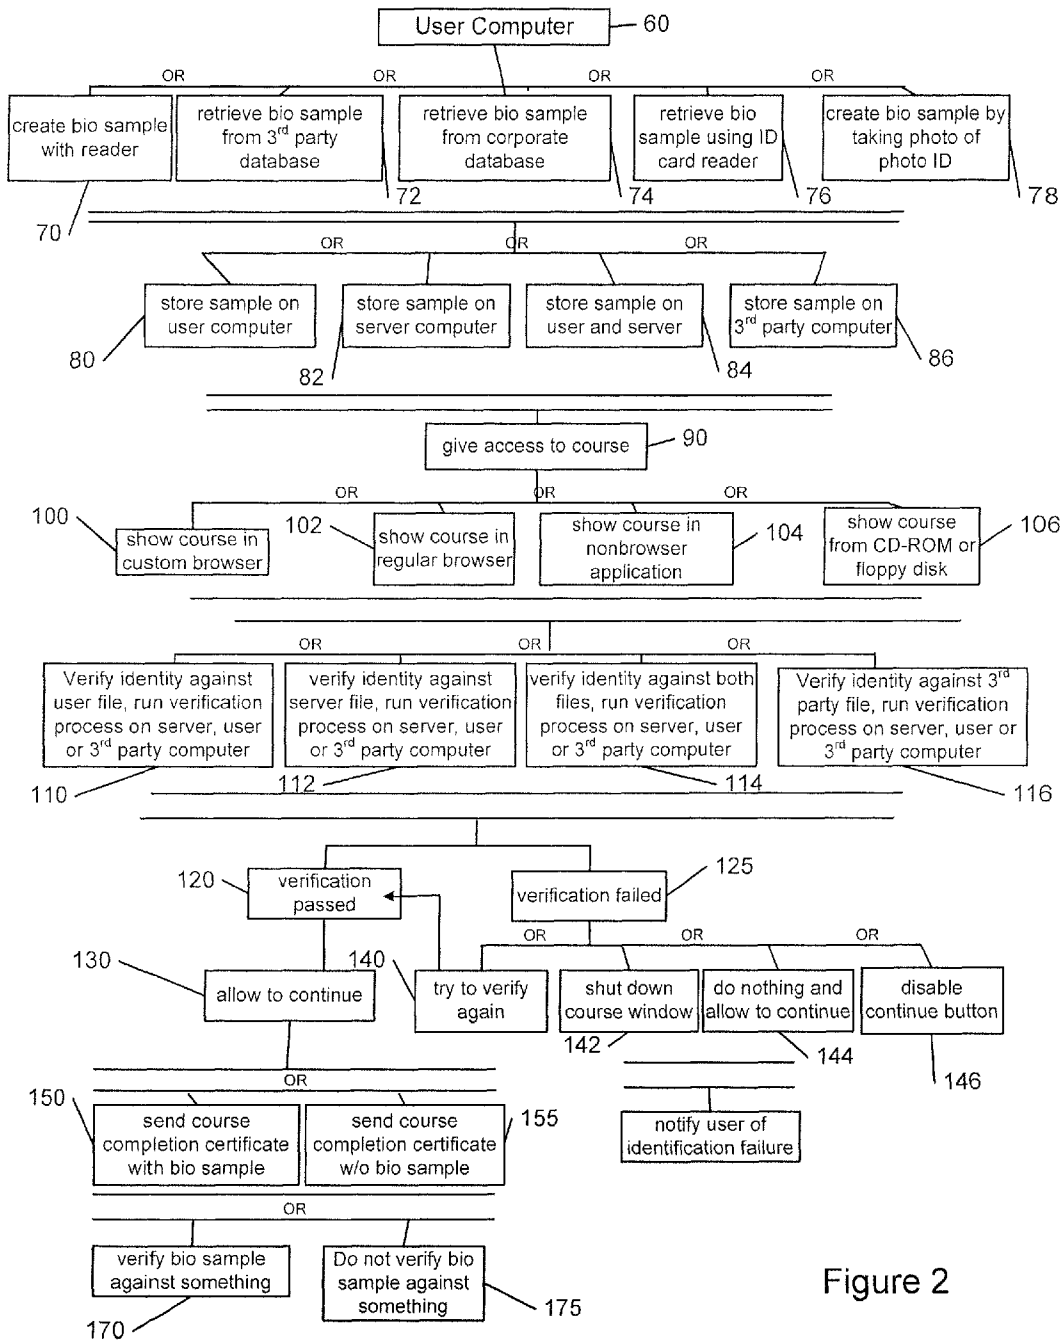 User Computer
60
OR
OR
OR
OR
create bio sample
with reader
retrieve bio sample
from 3rd party
database
retrieve bio sample
from corporate
database
retrieve bio
sample using ID
card reader
create bio sample by
taking photo of
photo ID
70
72
74
76
78
OR
OR
OR
store sample on
user computer
store sample on
server computer
store sample on
user and server
store sample on
3rd party computer
80
82
84
86
give access to course
90
OR
OR
OR
100
show course in
custom browser
102
show course in
regular browser
show course in
nonbrowser
application
104
show course
from CD-ROM or
floppy disk
106
OR
OR
OR
Verify identity against
user file, run verification
process on server, user
or 3rd party computer
verify identity against
server file, run verification
process on server, user
or 3rd party computer
verify identity against both
files, run verification
process on server, user
or 3rd party computer
Verify identity against 3rd
party file, run verification
process on server, user or
3rd party computer
110
112
114
116
120
verification
passed
verification failed
125
OR
OR
OR
130
allow to continue
140
try to verify
again
shut down
course window
do nothing and
allow to continue
disable
continue button
142
144
146
OR
150
send course
completion certificate
with bio sample
send course
completion certificate
w/o bio sample
155
notify user of
identification failure
OR
verify bio sample
against something
Do not verify bio
sample against
something
170
175
Figure 2